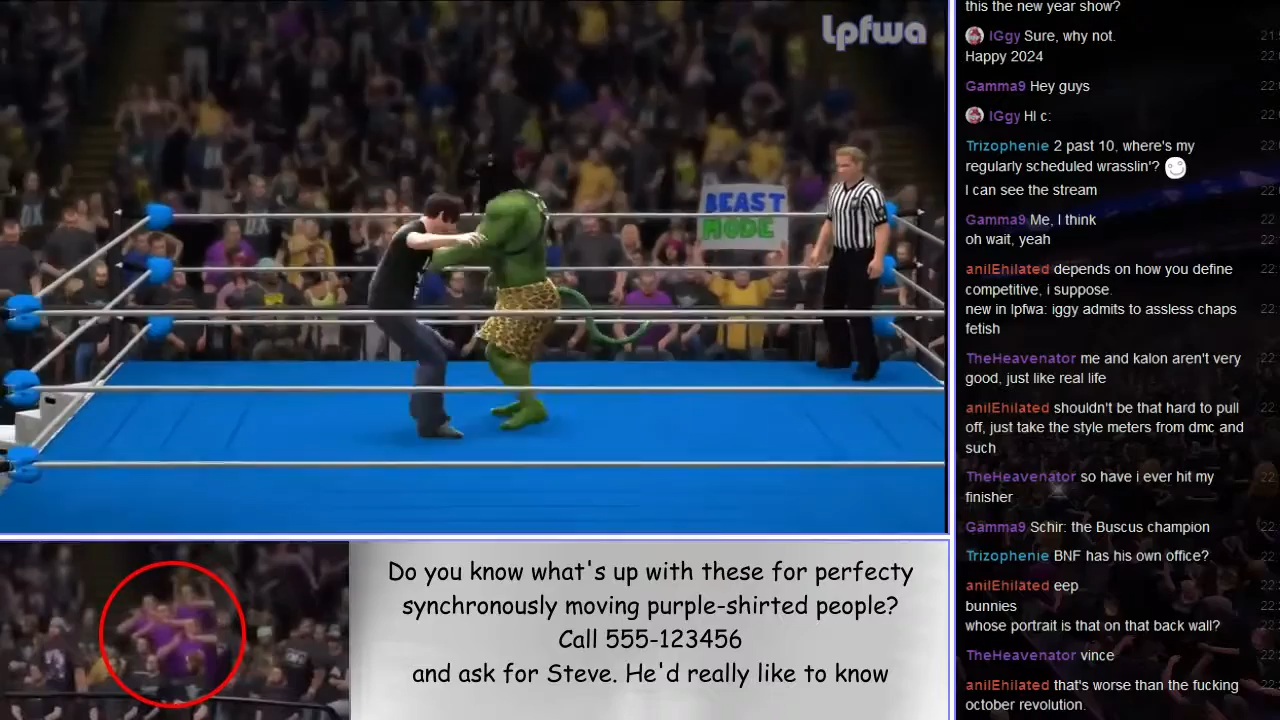 lpfwa
BEAST
MODE
Do you know what's up with these for perfecty
synchronously moving purple-shirted people?
Call 555-123456
and ask for Steve. He'd really like to know
this the new year show?
IGgy Sure, why not.
Happy 2024
Gamma9 Hey guys
IGgy HI c:
Trizophenie 2 past 10, where's my
regularly scheduled wrasslin'?
I can see the stream
Gamma9 Me, I think
oh wait, yeah
anilEhilated depends on how you define
competitive, i suppose.
new in lpfwa: iggy admits to assless chaps
fetish
TheHeavenator me and kalon aren't very
good, just like real life
anilEhilated shouldn't be that hard to pull
off, just take the style meters from dmc and
such
TheHeavenator so have i ever hit my
finisher
Gamma9 Schir: the Buscus champion
Trizophenie BNF has his own office?
anilEhilated eep
bunnies
whose portrait is that on that back wall?
TheHeavenator vince
anilEhilated that's worse than the fucking
october revolution.